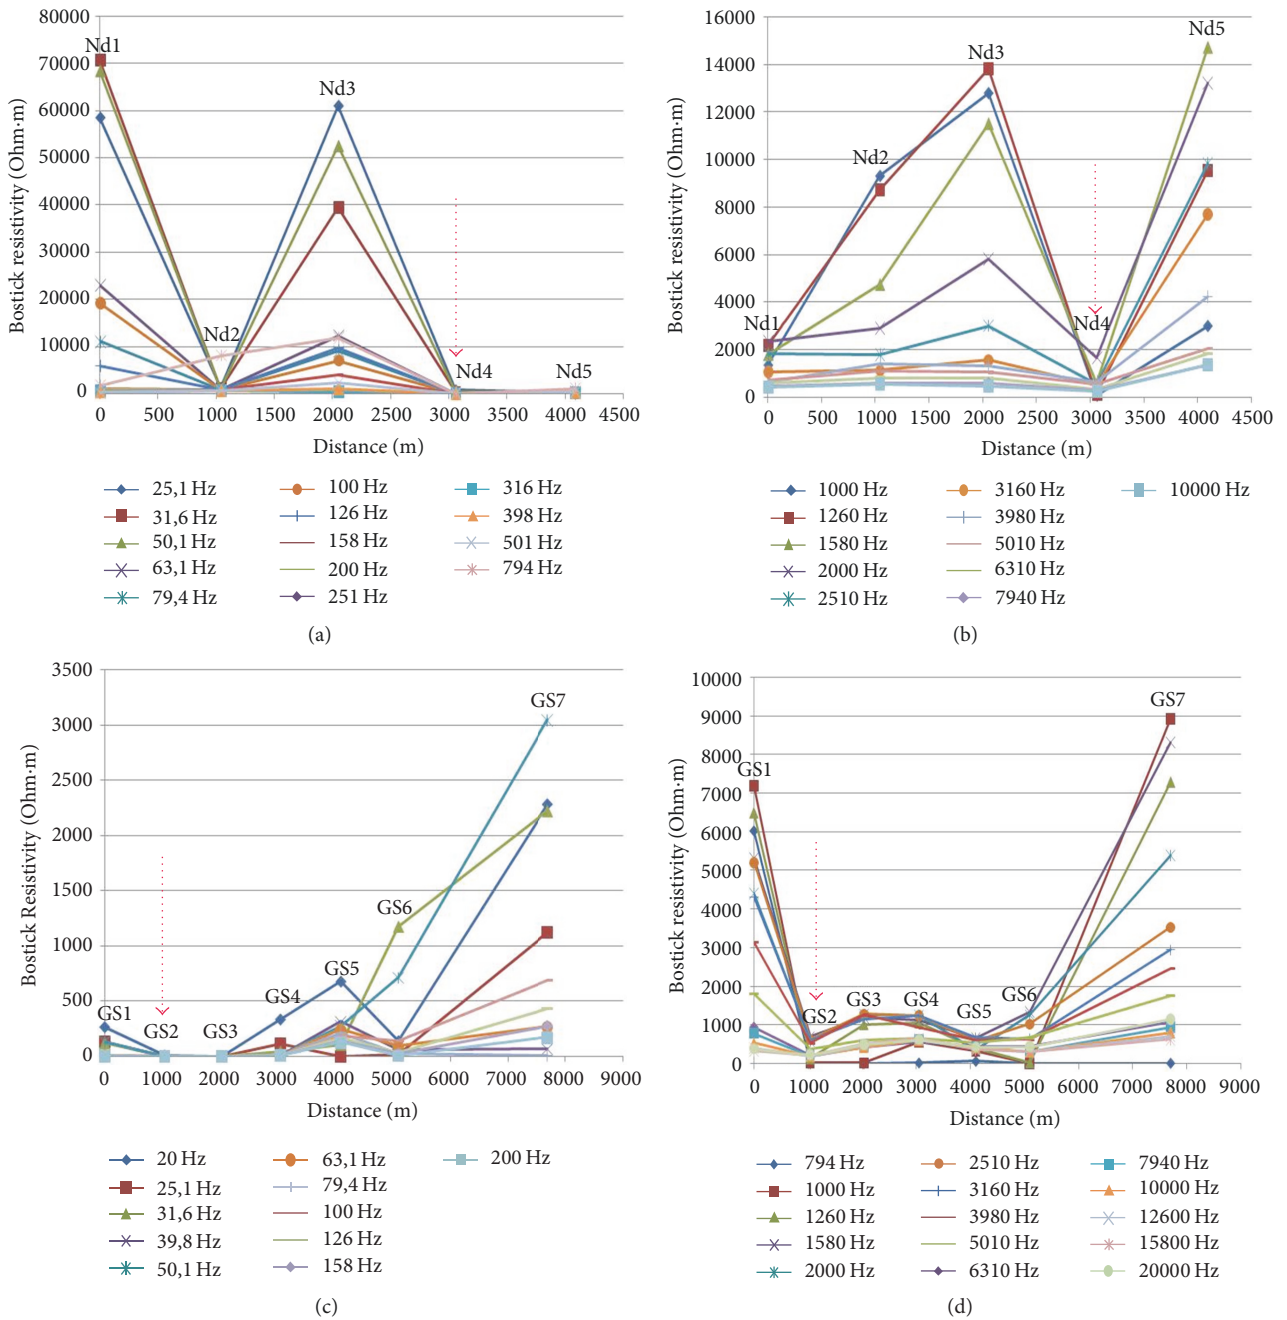 80000
70000
60000
50000
40000
30000
20000
10000
0
Bostick resistivity (Ohm·m)
Nd1
Nd2
Nd3
Nd4
Nd5
0 500 1000 1500 2000 2500 3000 3500 4000 4500
Distance (m)
25,1 Hz
31,6 Hz
50,1 Hz
63,1 Hz
79,4 Hz
100 Hz
126 Hz
158 Hz
200 Hz
251 Hz
316 Hz
398 Hz
501 Hz
794 Hz
(a)
16000
14000
12000
10000
8000
6000
4000
2000
0
Bostick resistivity (Ohm·m)
Nd1
Nd2
Nd3
Nd4
Nd5
0 500 1000 1500 2000 2500 3000 3500 4000 4500
Distance (m)
1000 Hz
1260 Hz
1580 Hz
2000 Hz
2510 Hz
3160 Hz
3980 Hz
5010 Hz
6310 Hz
7940 Hz
10000 Hz
(b)
3500
3000
2500
2000
1500
1000
500
0
Bostick Resistivity (Ohm·m)
GS1
GS2
GS3
GS4
GS5
GS6
GS7
0 1000 2000 3000 4000 5000 6000 7000 8000 9000
Distance (m)
20 Hz
25,1 Hz
31,6 Hz
39,8 Hz
50,1 Hz
63,1 Hz
79,4 Hz
100 Hz
126 Hz
158 Hz
200 Hz
(c)
10000
9000
8000
7000
6000
5000
4000
3000
2000
1000
0
Bostick resistivity (Ohm·m)
GS1
GS2
GS3
GS4
GS5
GS6
GS7
0 1000 2000 3000 4000 5000 6000 7000 8000 9000
Distance (m)
794 Hz
1000 Hz
1260 Hz
1580 Hz
2000 Hz
2510 Hz
3160 Hz
3980 Hz
5010 Hz
6310 Hz
7940 Hz
10000 Hz
12600 Hz
15800 Hz
20000 Hz
(d)